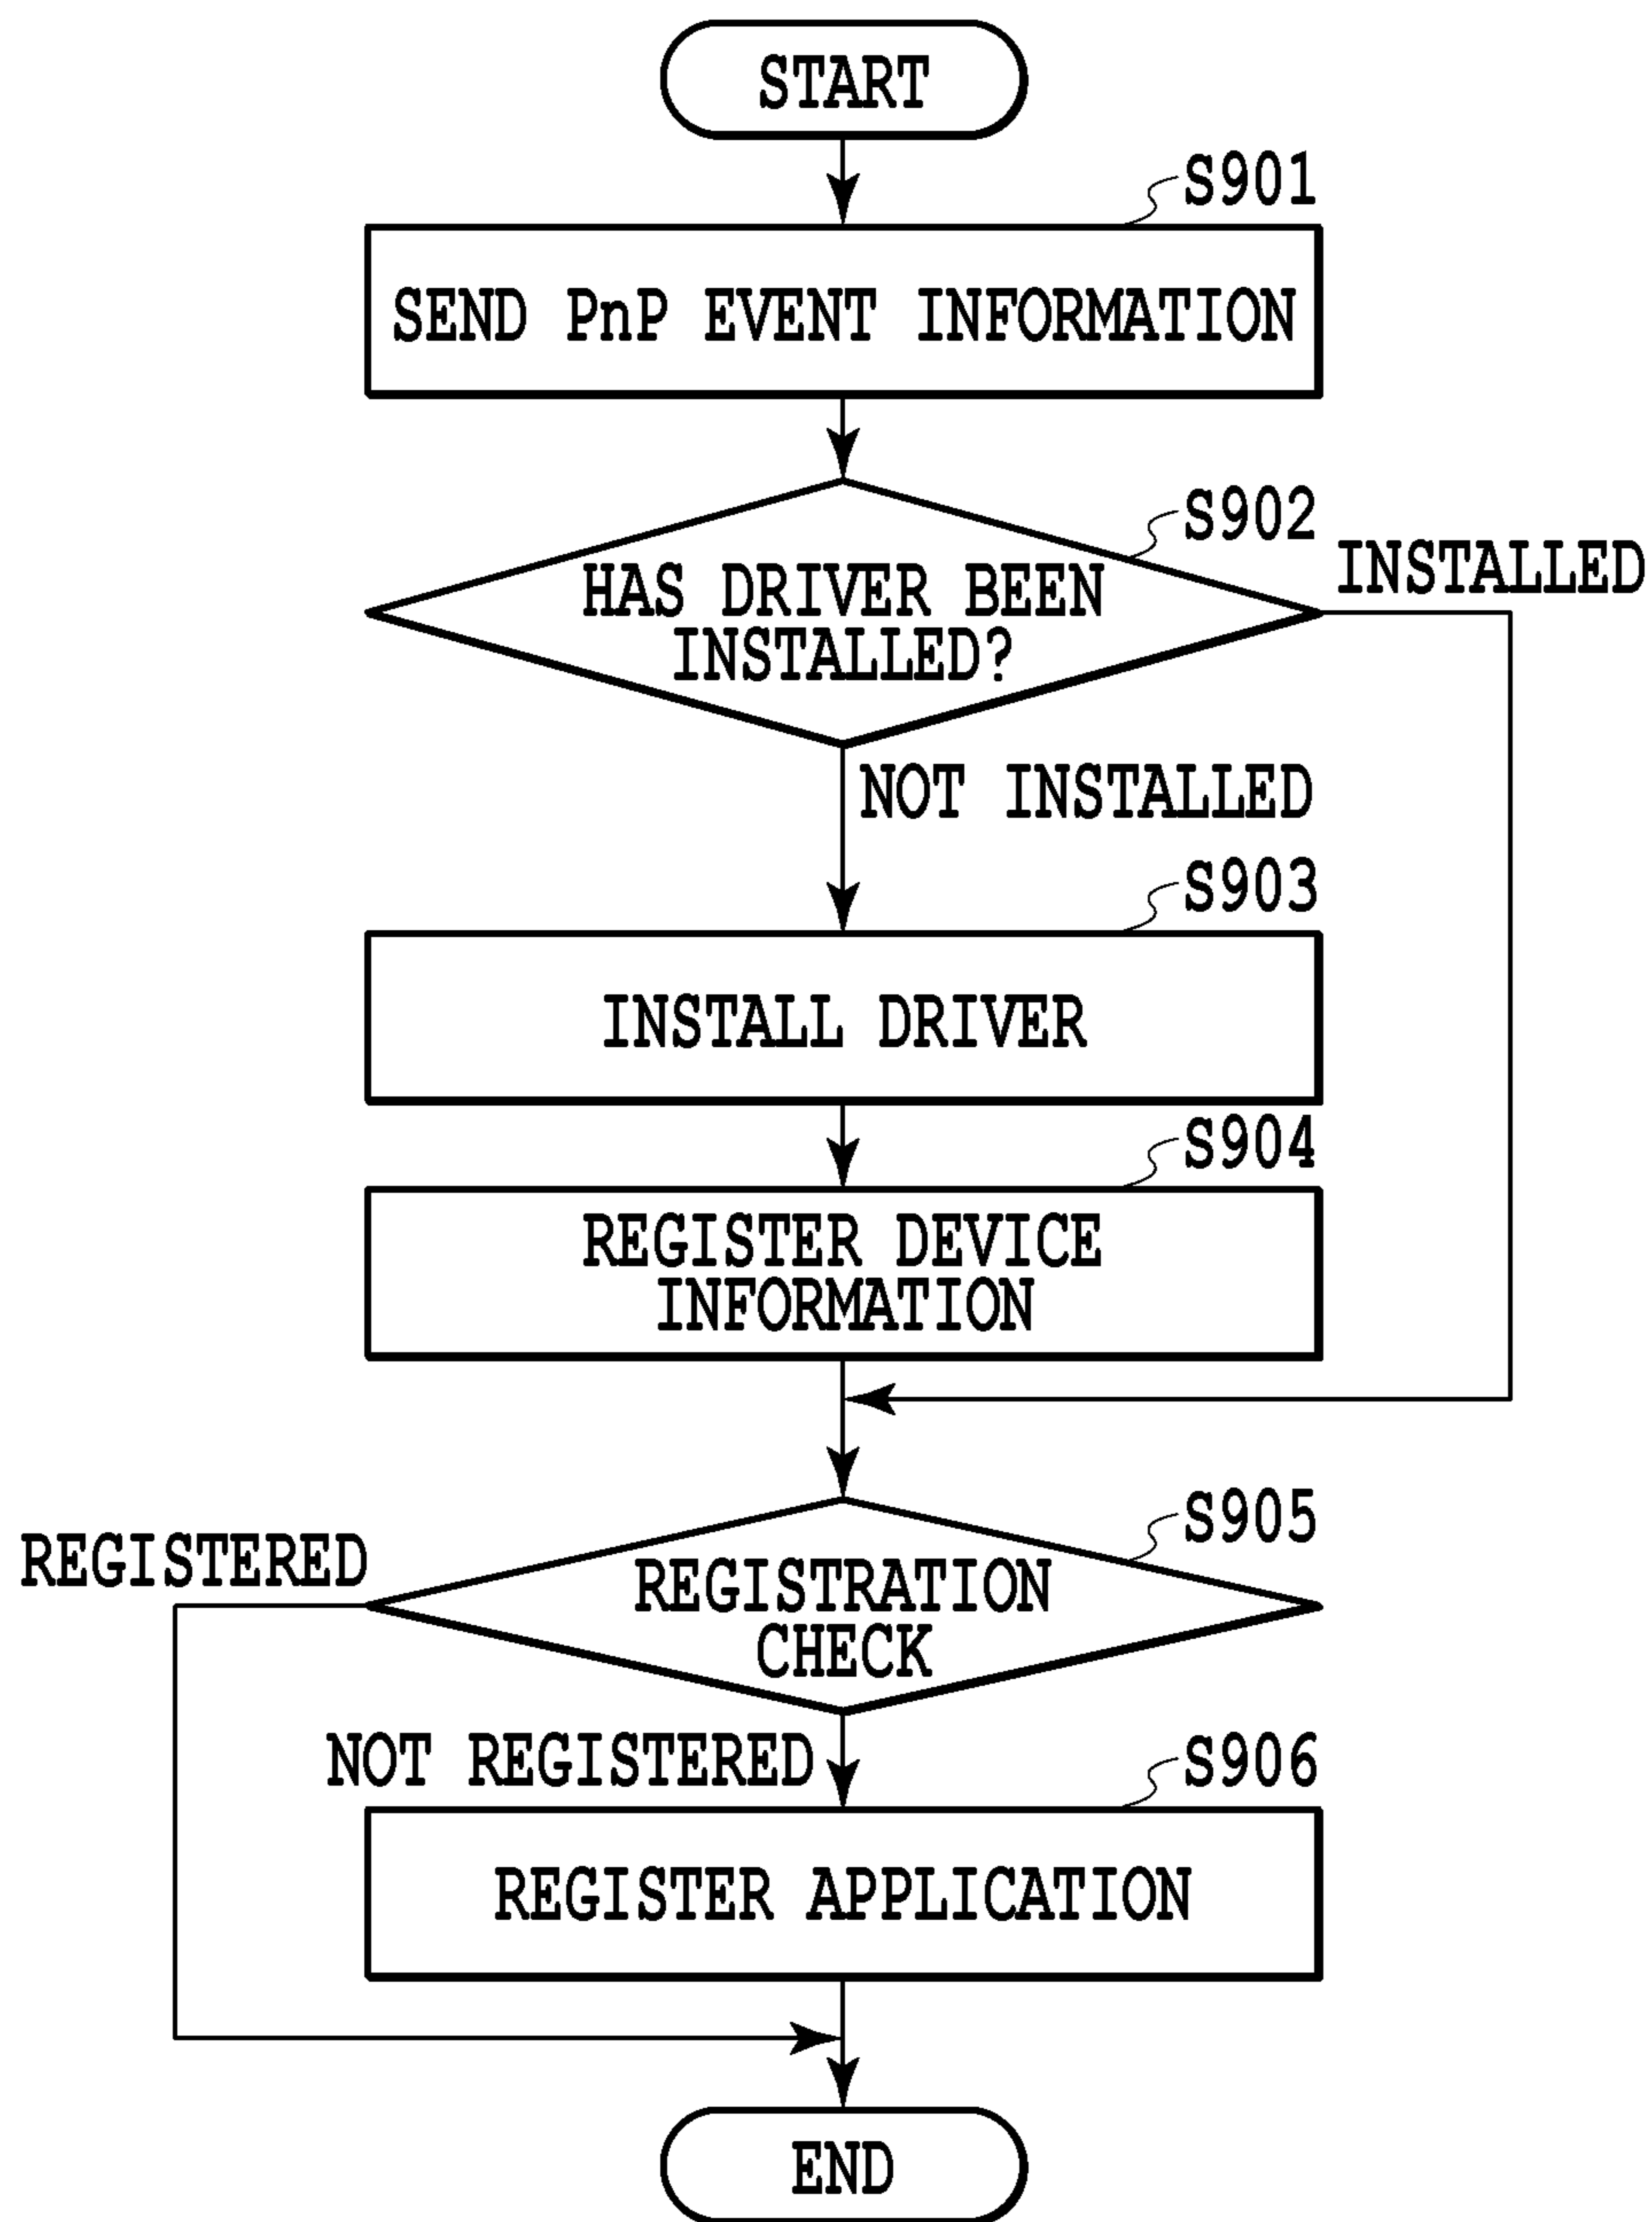 START
S901
SEND PnP EVENT INFORMATION
S902
INSTALLED
HAS DRIVER BEEN
INSTALLED?
NOT INSTALLED
S903
INSTALL DRIVER
S904
REGISTER DEVICE
INFORMATION
S905
REGISTERED
REGISTRATION
CHECK
NOT REGISTERED
S906
REGISTER APPLICATION
END